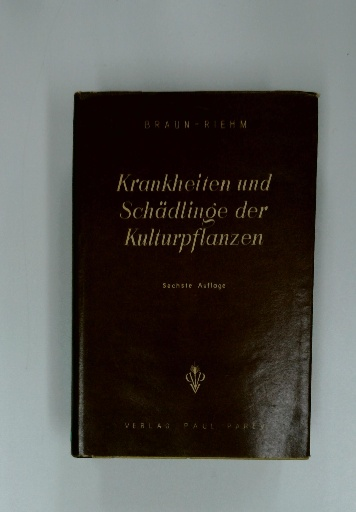 BRAUN-RIEHM
Krankheiten und
Schädlinge der
Kulturpflanzen
Sechste Auflage
VERLAG PAUL PAREY